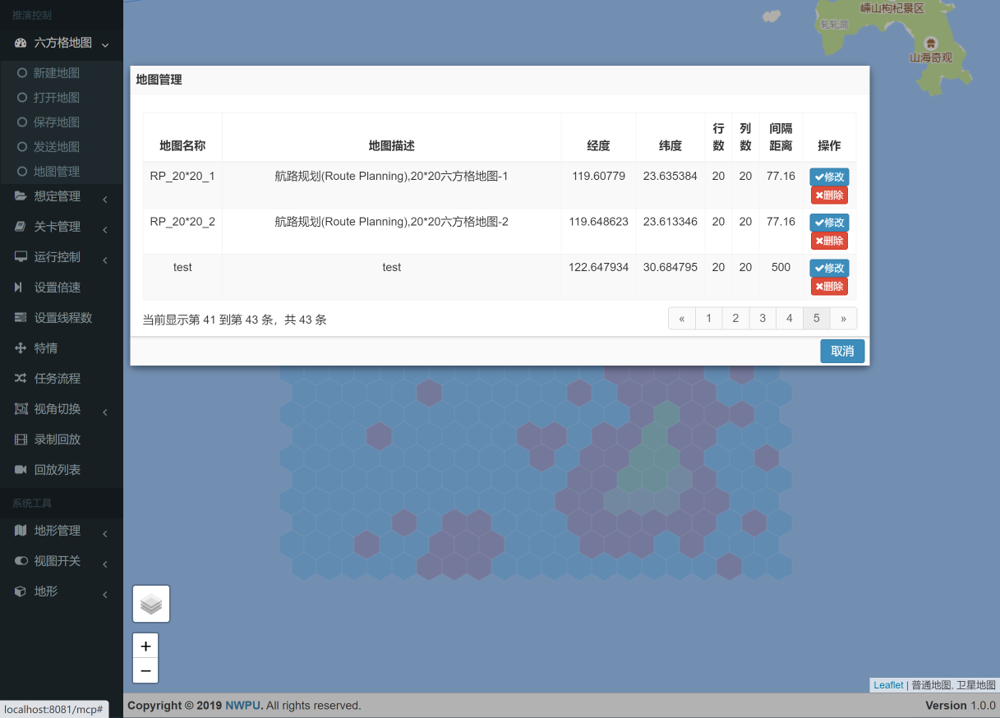 推演控制
六方格地图
新建地图
打开地图
保存地图
发送地图
地图管理
想定管理
关卡管理
运行控制
设置倍速
设置线程数
特情
任务流程
视角切换
录制回放
回放列表
系统工具
地形管理
视图开关
地形
localhost:8081/mcp#
嵊山枸杞景区
轧轧洞
山海奇观
地图管理
地图名称 地图描述 经度 纬度 行数 列数 间隔距离 操作
RP_20*20_1 航路规划(Route Planning),20*20六方格地图-1 119.60779 23.635384 20 20 77.16 修改
删除
RP_20*20_2 航路规划(Route Planning),20*20六方格地图-2 119.648623 23.613346 20 20 77.16 修改
删除
test test 122.647934 30.684795 20 20 500 修改
删除
当前显示第 41 到第 43 条，共 43 条 « 1 2 3 4 5 »
取消
+
−
Leaflet | 普通地图, 卫星地图
Copyright © 2019 NWPU. All rights reserved. Version 1.0.0